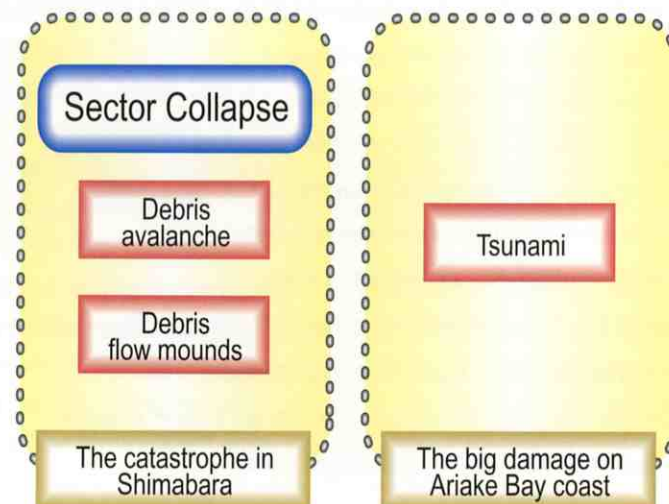 Sector Collapse
Debris
avalanche
Debris
flow mounds
The catastrophe in
Shimabara
Tsunami
The big damage on
Ariake Bay coast